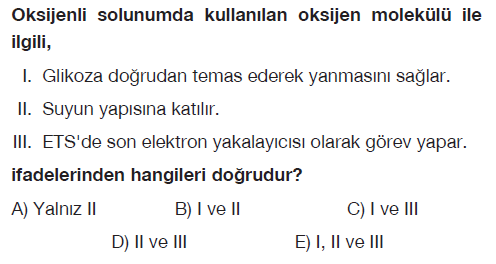 Oksijenli solunumda kullanılan oksijen molekülü ile
ilgili,
I. Glikoza doğrudan temas ederek yanmasını sağlar.
II. Suyun yapısına katılır.
III. ETS'de son elektron yakalayıcısı olarak görev yapar.
ifadelerinden hangileri doğrudur?
A) Yalnız II B) I ve II C) I ve III
D) II ve III E) I, II ve III